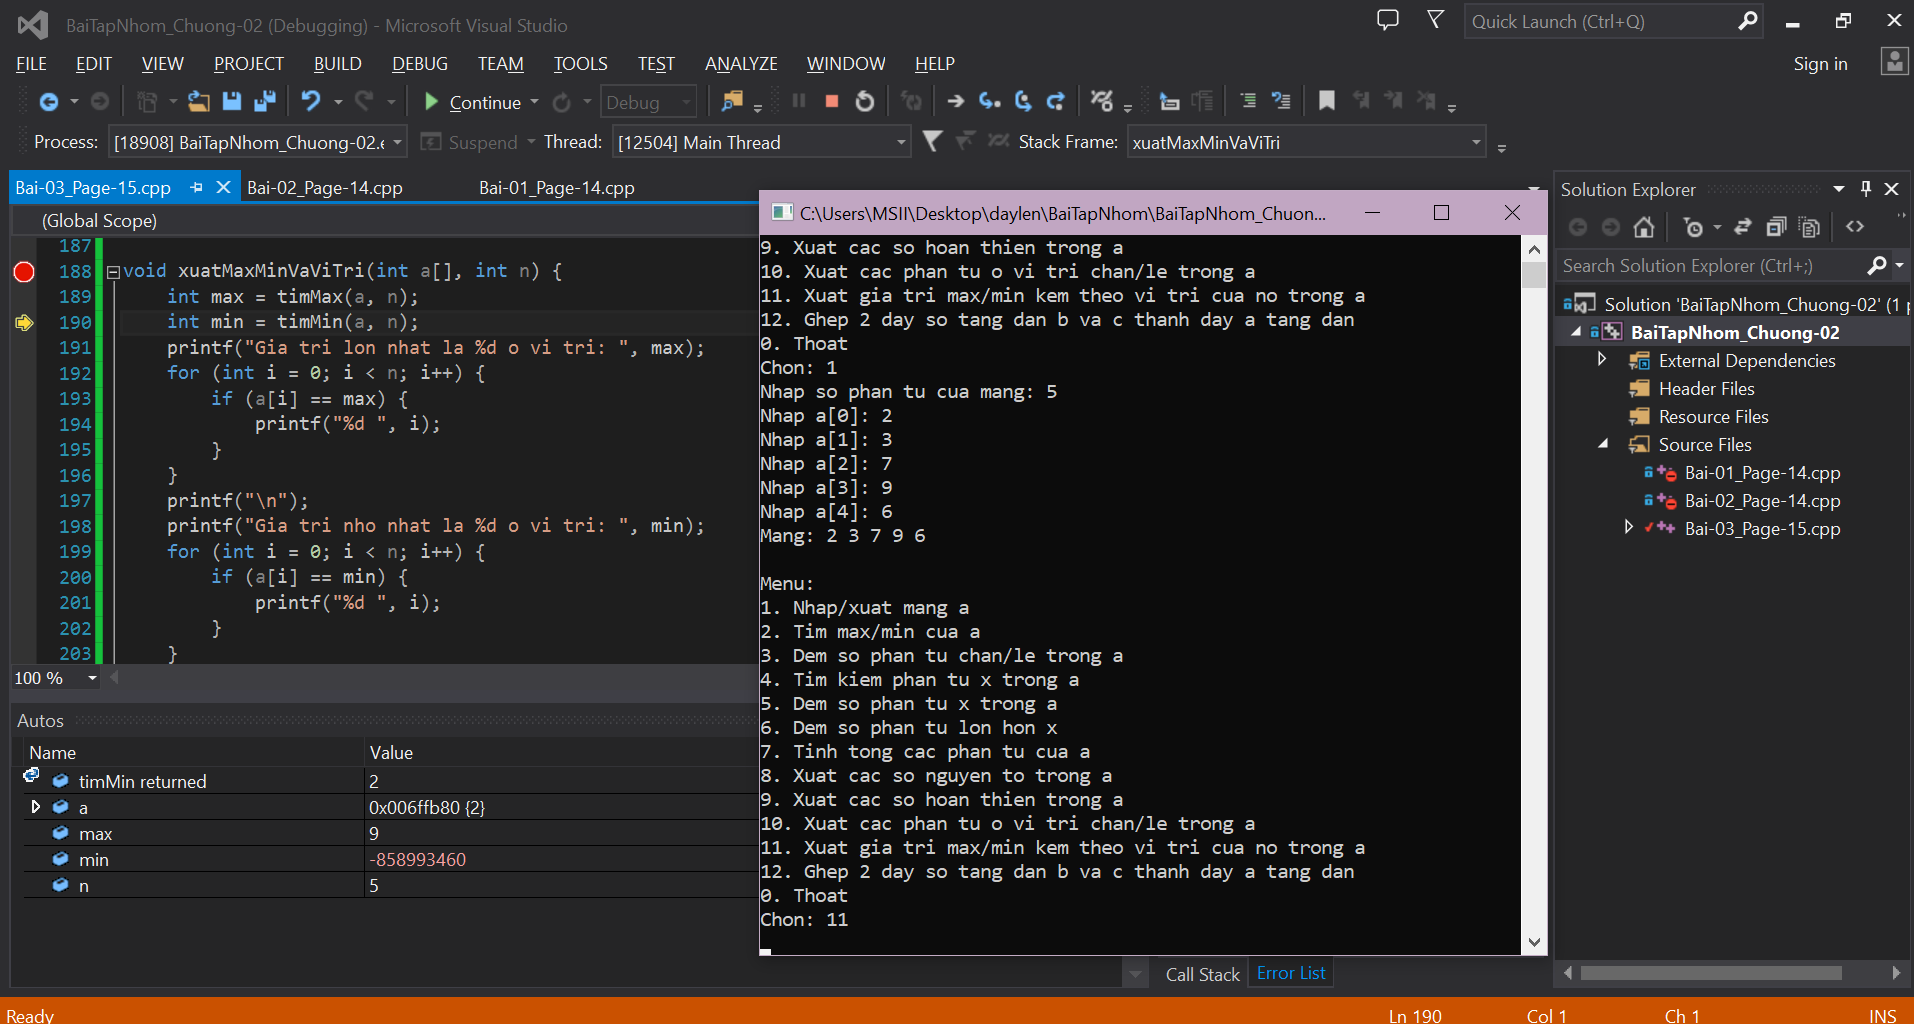 BaiTapNhom_Chuong-02 (Debugging) - Microsoft Visual Studio
Quick Launch (Ctrl+Q)
FILE EDIT VIEW PROJECT BUILD DEBUG TEAM TOOLS TEST ANALYZE WINDOW HELP
Sign in
Continue
Debug
Process: [18908] BaiTapNhom_Chuong-02.e
Suspend
Thread: [12504] Main Thread
Stack Frame: xuatMaxMinVaViTri
Bai-03_Page-15.cpp Bai-02_Page-14.cpp Bai-01_Page-14.cpp
(Global Scope)
187
188 void xuatMaxMinVaViTri(int a[], int n) {
189 int max = timMax(a, n);
190 int min = timMin(a, n);
191 printf("Gia tri lon nhat la %d o vi tri: ", max);
192 for (int i = 0; i < n; i++) {
193 if (a[i] == max) {
194 printf("%d ", i);
195 }
196 }
197 printf("\n");
198 printf("Gia tri nho nhat la %d o vi tri: ", min);
199 for (int i = 0; i < n; i++) {
200 if (a[i] == min) {
201 printf("%d ", i);
202 }
203 }
100 %
Autos
Name Value
timMin returned 2
a 0x006ffb80 {2}
max 9
min -858993460
n 5
C:\Users\MSII\Desktop\daylen\BaiTapNhom\BaiTapNhom_Chuon...
9. Xuat cac so hoan thien trong a
10. Xuat cac phan tu o vi tri chan/le trong a
11. Xuat gia tri max/min kem theo vi tri cua no trong a
12. Ghep 2 day so tang dan b va c thanh day a tang dan
0. Thoat
Chon: 1
Nhap so phan tu cua mang: 5
Nhap a[0]: 2
Nhap a[1]: 3
Nhap a[2]: 7
Nhap a[3]: 9
Nhap a[4]: 6
Mang: 2 3 7 9 6
Menu:
1. Nhap/xuat mang a
2. Tim max/min cua a
3. Dem so phan tu chan/le trong a
4. Tim kiem phan tu x trong a
5. Dem so phan tu x trong a
6. Dem so phan tu lon hon x
7. Tinh tong cac phan tu cua a
8. Xuat cac so nguyen to trong a
9. Xuat cac so hoan thien trong a
10. Xuat cac phan tu o vi tri chan/le trong a
11. Xuat gia tri max/min kem theo vi tri cua no trong a
12. Ghep 2 day so tang dan b va c thanh day a tang dan
0. Thoat
Chon: 11
Call Stack Error List
Solution Explorer
Search Solution Explorer (Ctrl+;)
Solution 'BaiTapNhom_Chuong-02' (1 p
BaiTapNhom_Chuong-02
External Dependencies
Header Files
Resource Files
Source Files
Bai-01_Page-14.cpp
Bai-02_Page-14.cpp
Bai-03_Page-15.cpp
Ready Ln 190 Col 1 Ch 1 INS